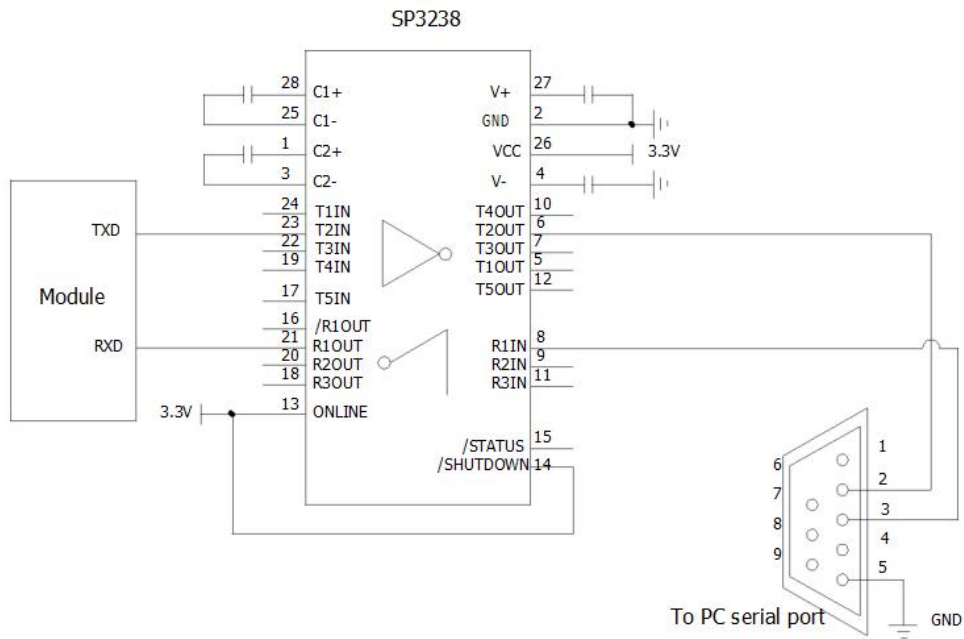 SP3238
28 C1+ V+ 27
25 C1- GND 2
1 C2+ VCC 26 3.3V
3 C2- V- 4
24 T1IN T4OUT 10
TXD 23 T2IN T2OUT 6
22 T3IN T3OUT 7
19 T4IN T1OUT 5
17 T5IN T5OUT 12
Module
16 /R1OUT
RXD 21 R1OUT R1IN 8
20 R2OUT R2IN 9
18 R3OUT R3IN 11
3.3V 13 ONLINE
/STATUS 15
/SHUTDOWN 14
1
6
2
7
3
8
4
9
5
To PC serial port GND